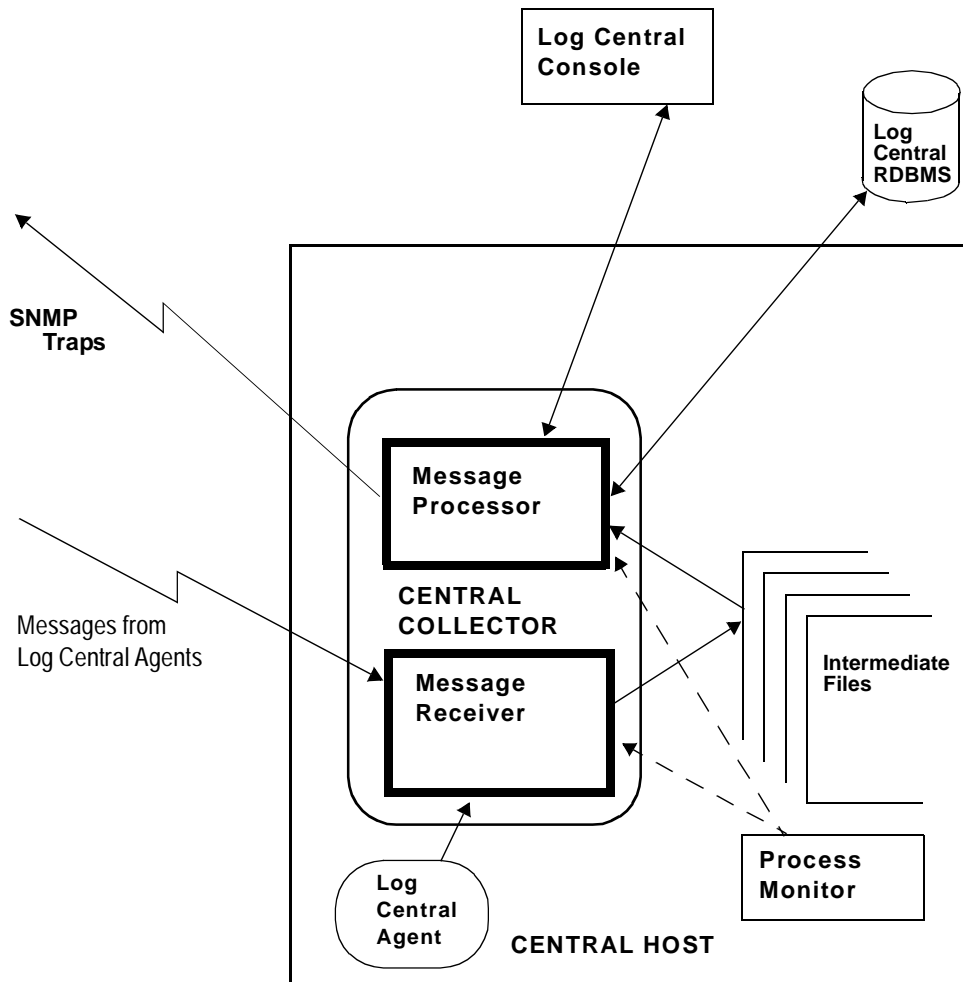 Log Central
Console
Log
Central
RDBMS
SNMP
Traps
Message
Processor
CENTRAL
COLLECTOR
Messages from
Log Central Agents
Message
Receiver
Intermediate
Files
Process
Monitor
Log
Central
Agent
CENTRAL HOST